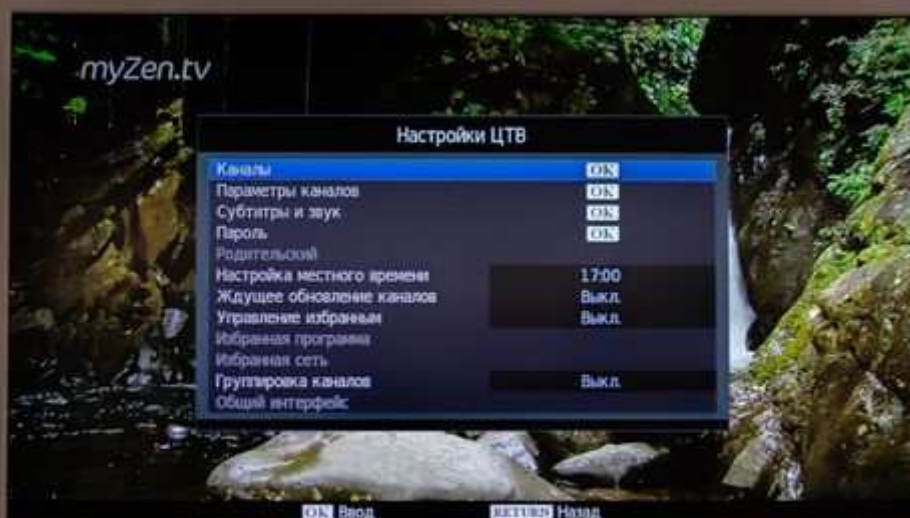 myZen.tv
Настройки ЦТВ
Каналы OK
Параметры каналов OK
Субтитры и звук OK
Пароль OK
Родительский
Настройка местного времени 17:00
Ждущее обновление каналов Выкл.
Управление избранным Выкл.
Избранная программа
Избранная сеть
Группировка каналов Выкл.
Общий интерфейс
OK Ввод RETURN Назад